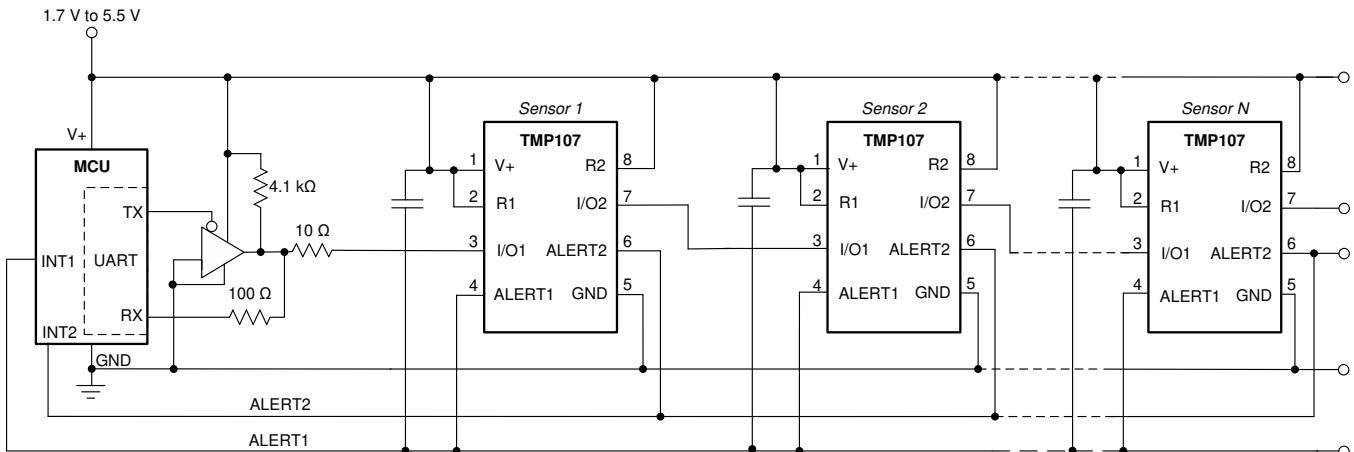 1.7 V to 5.5 V
V+
MCU
UART
TX
RX
INT1
INT2
GND
4.1 kΩ
10 Ω
100 Ω
Sensor 1
TMP107
1
V+
R2
8
2
R1
I/O2
7
3
I/O1
ALERT2
6
4
ALERT1
GND
5
Sensor 2
TMP107
1
V+
R2
8
2
R1
I/O2
7
3
I/O1
ALERT2
6
4
ALERT1
GND
5
Sensor N
TMP107
1
V+
R2
8
2
R1
I/O2
7
3
I/O1
ALERT2
6
4
ALERT1
GND
5
ALERT2
ALERT1